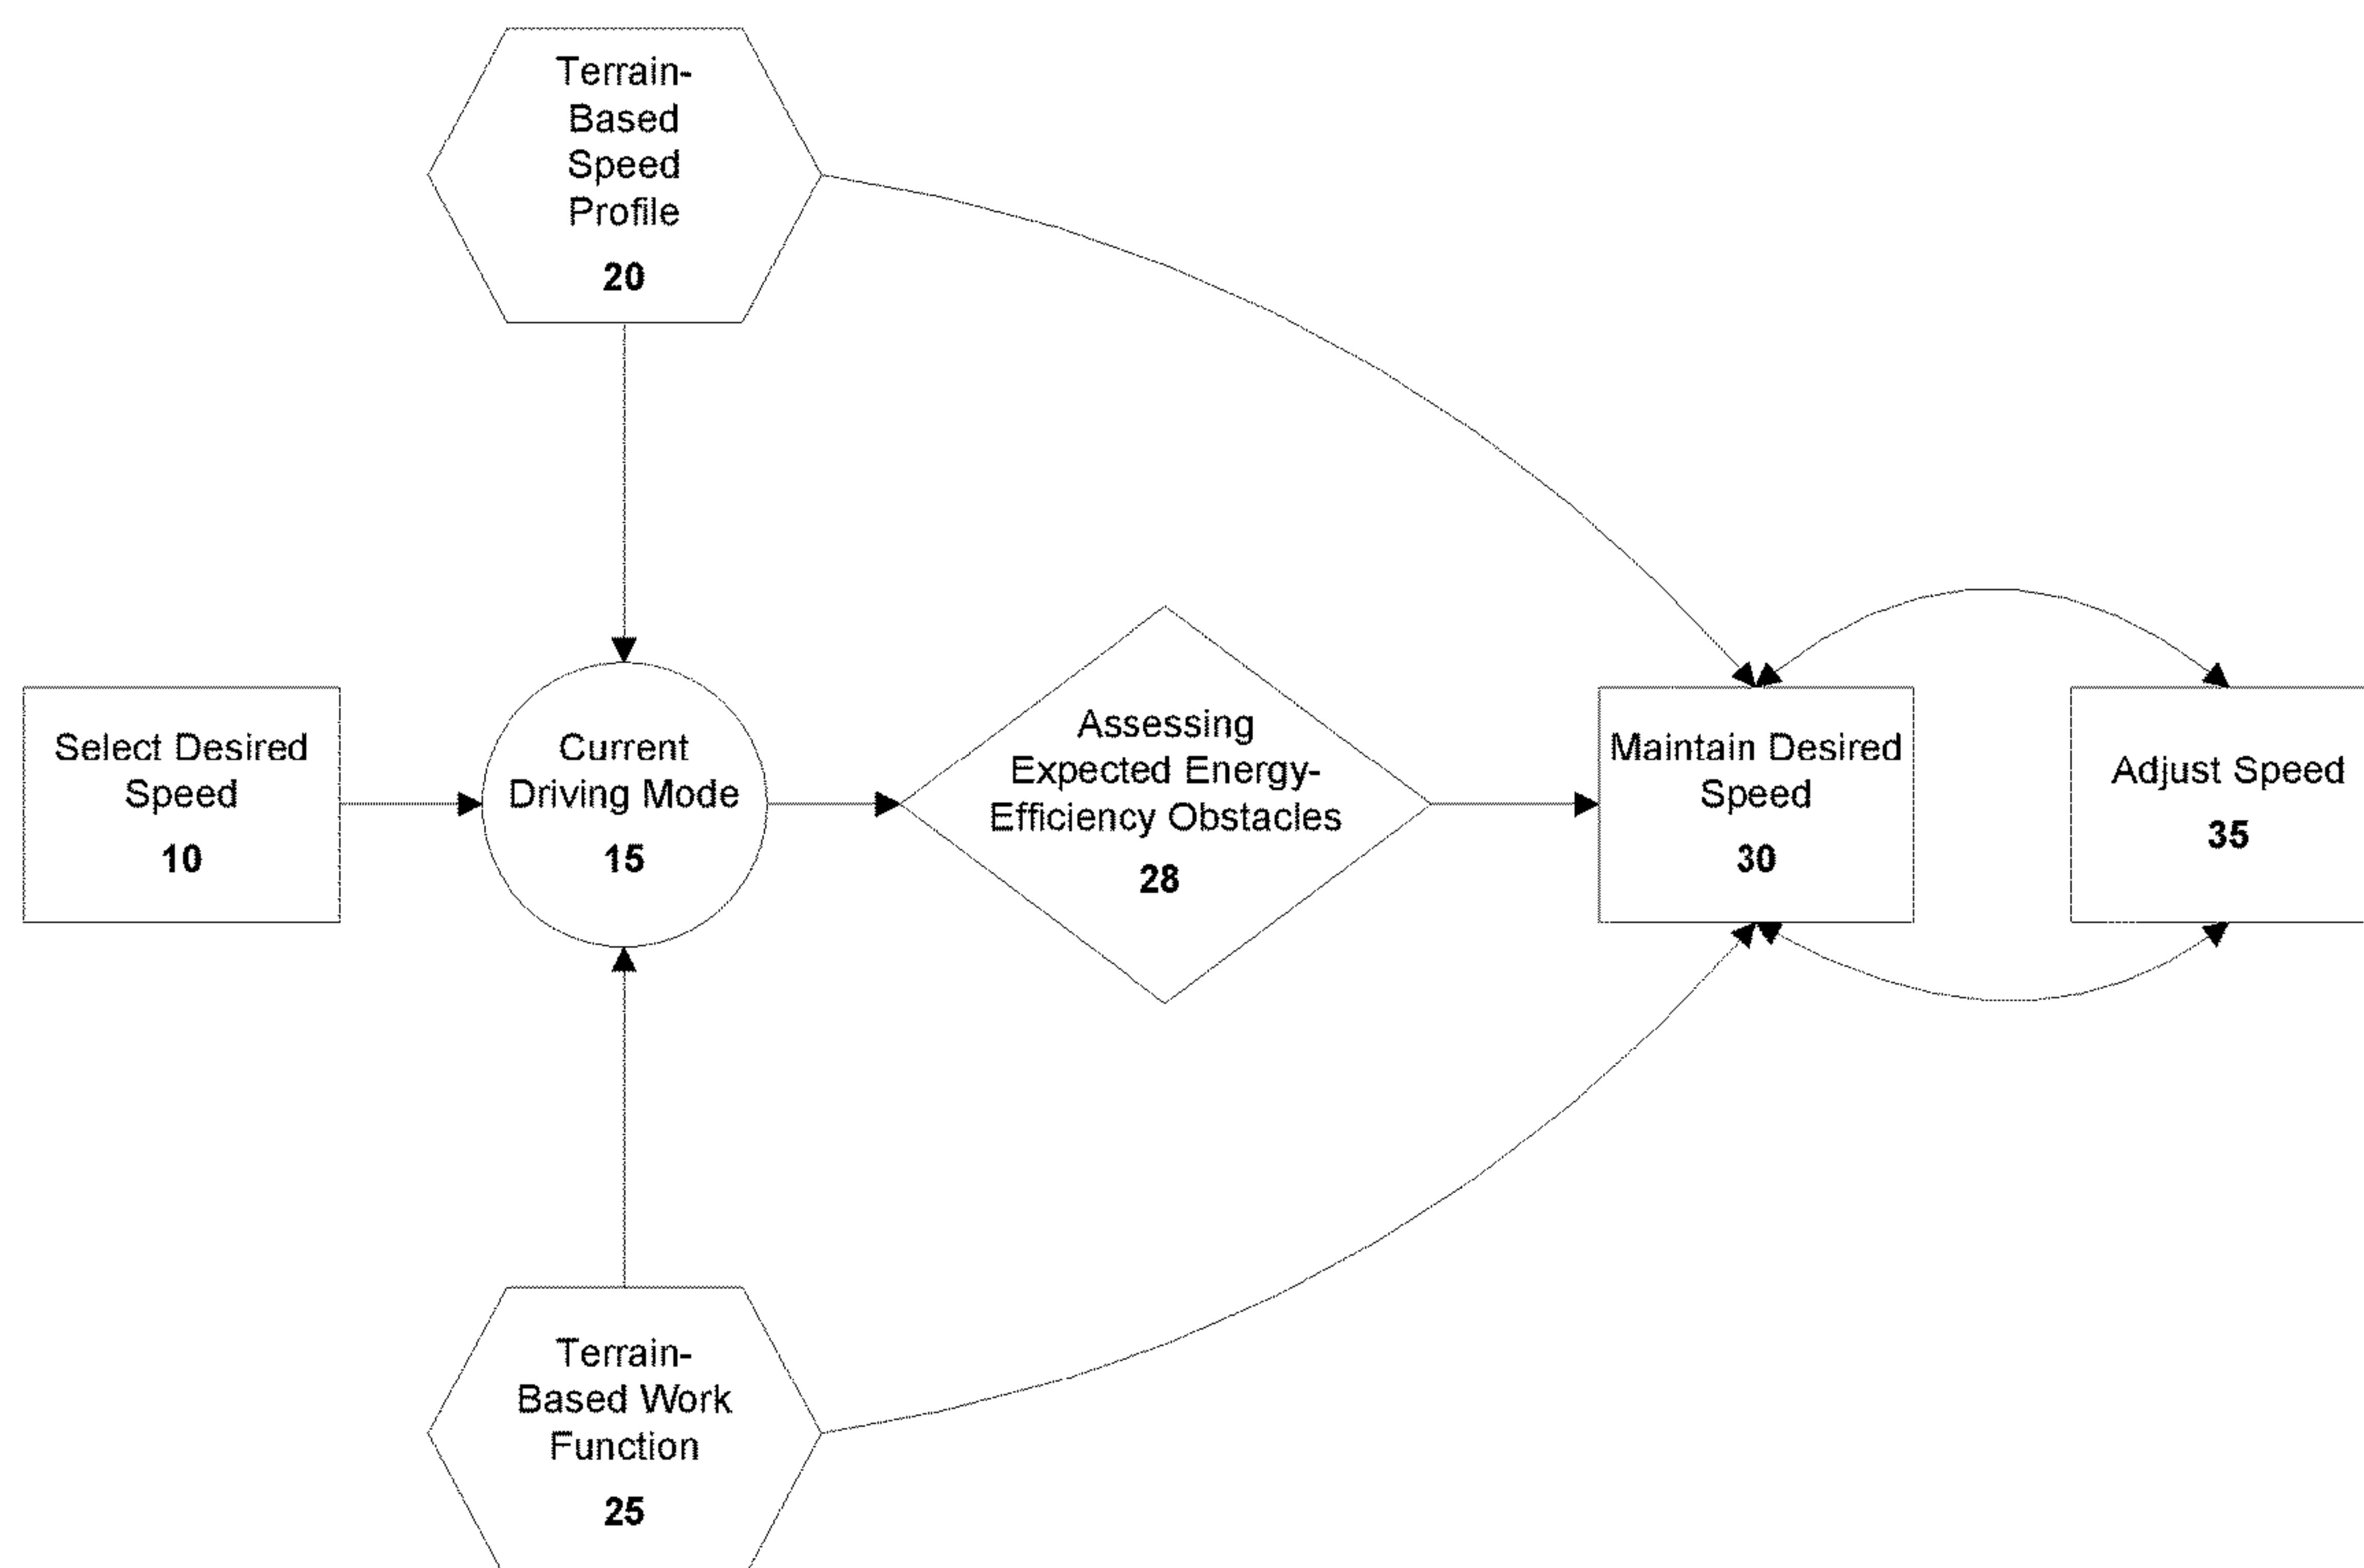 Terrain-
Based
Speed
Profile
20
Select Desired
Speed
10
Current
Driving Mode
15
Assessing
Expected Energy-
Efficiency Obstacles
28
Maintain Desired
Speed
30
Adjust Speed
35
Terrain-
Based Work
Function
25